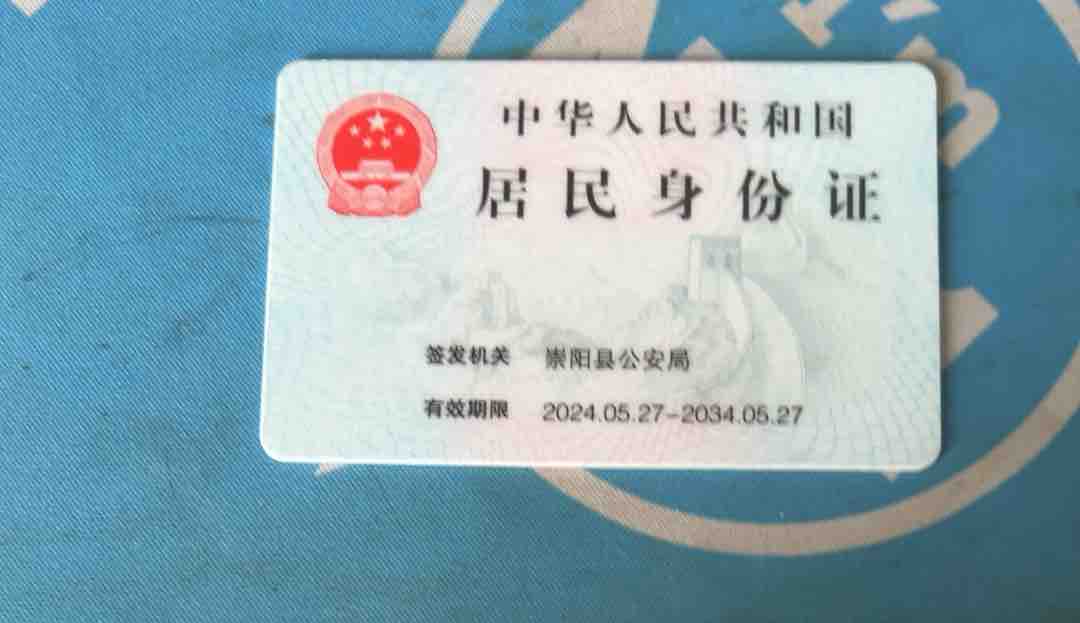 中华人民共和国
居民身份证
签发机关 崇阳县公安局
有效期限 2024.05.27-2034.05.27